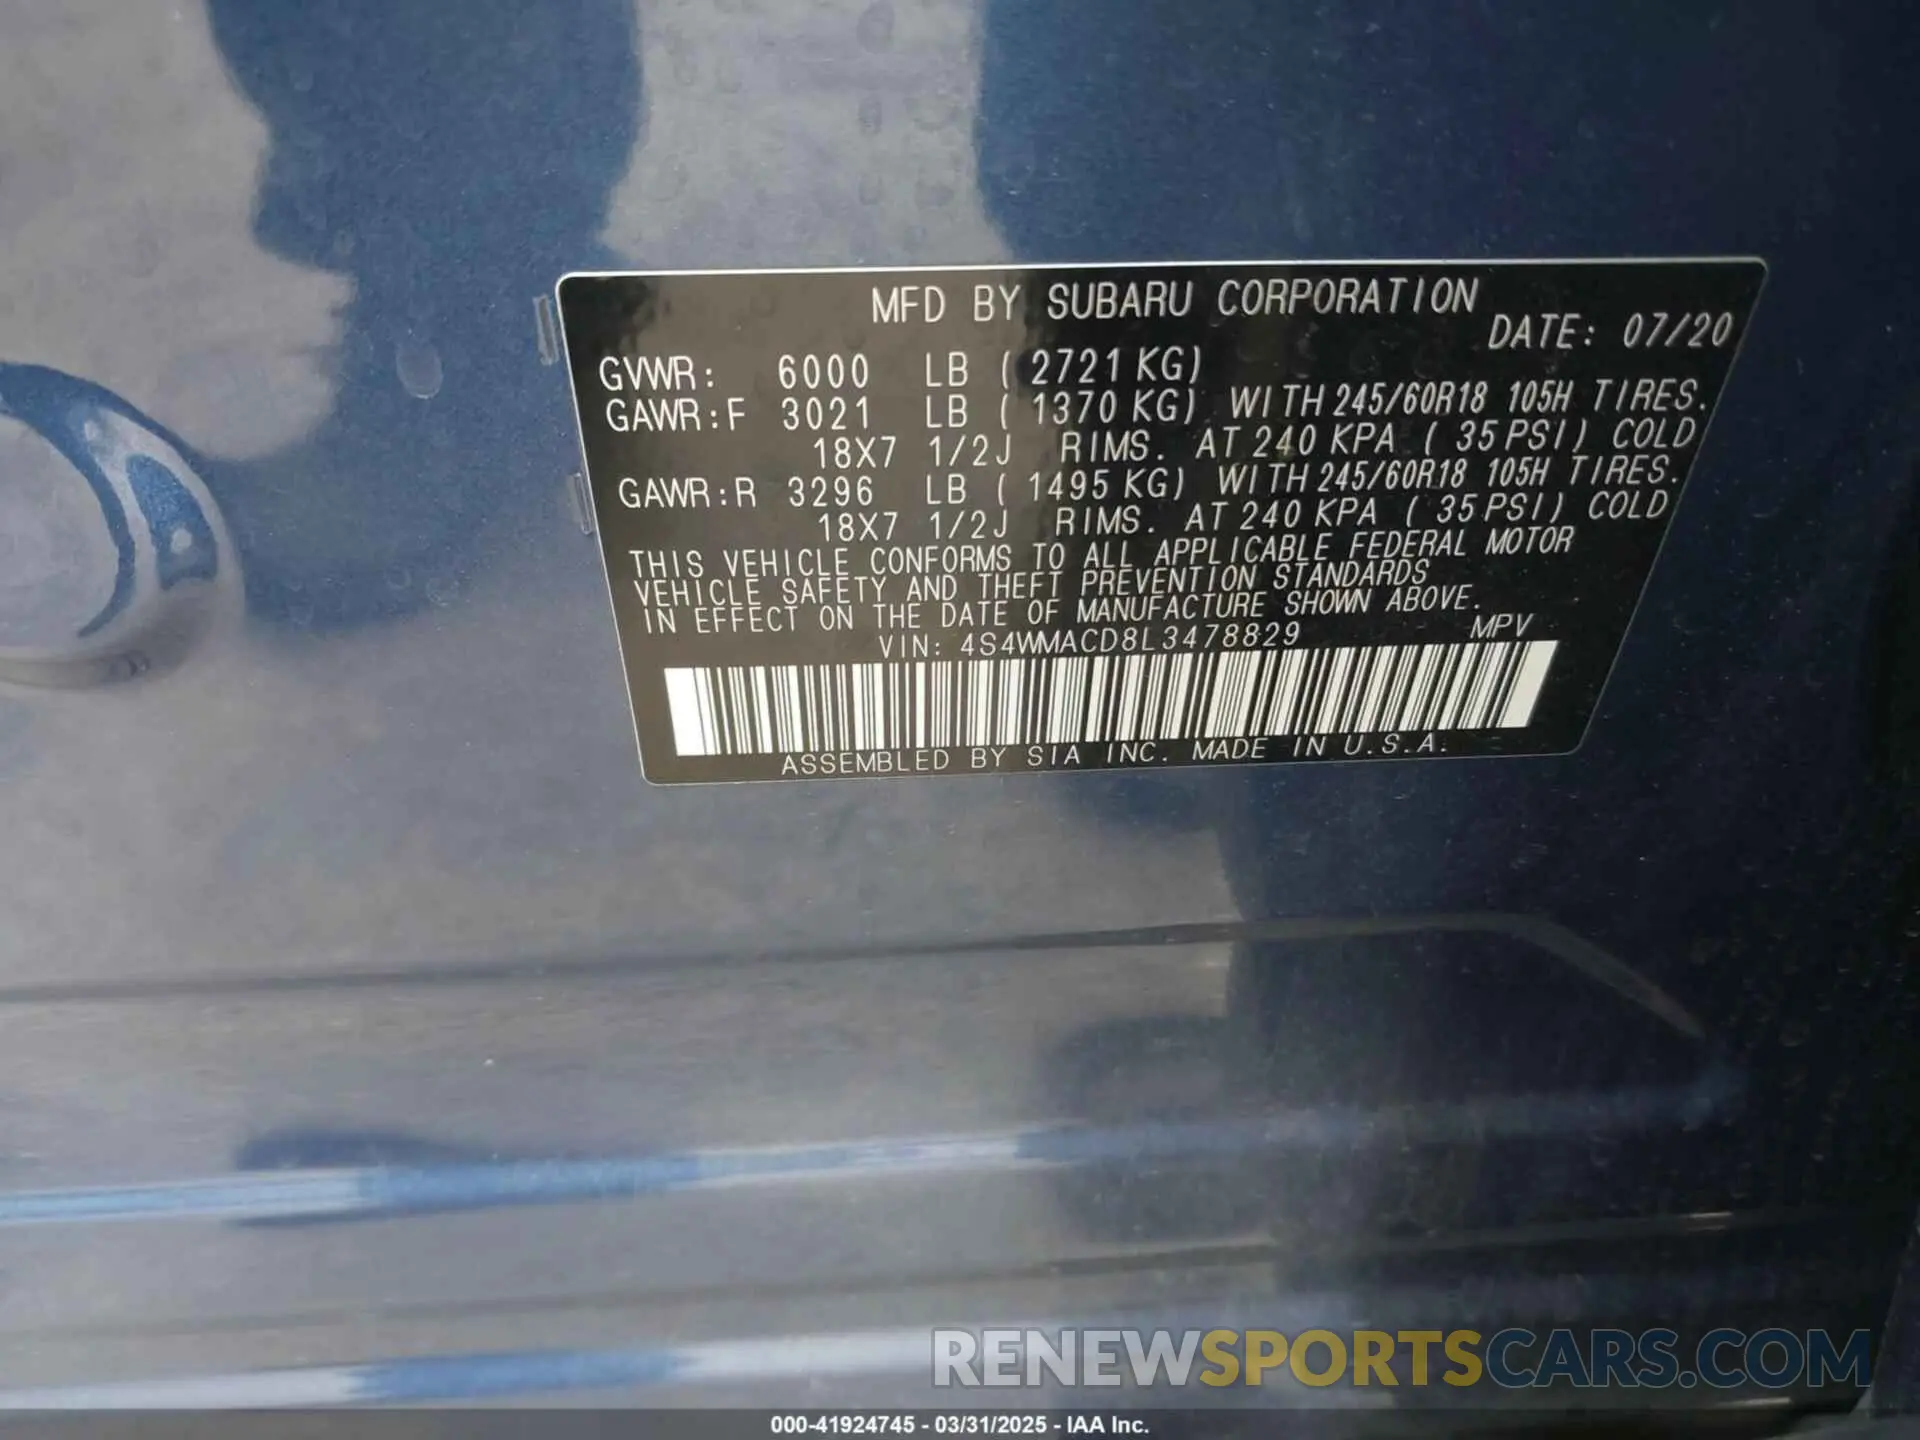 MFD BY SUBARU CORPORATION
DATE: 07/20
GVWR: 6000 LB ( 2721 KG)
GAWR:F 3021 LB ( 1370 KG) WITH 245/60R18 105H TIRES.
18X7 1/2J RIMS. AT 240 KPA ( 35 PSI) COLD
GAWR:R 3296 LB ( 1495 KG) WITH 245/60R18 105H TIRES.
18X7 1/2J RIMS. AT 240 KPA ( 35 PSI) COLD
THIS VEHICLE CONFORMS TO ALL APPLICABLE FEDERAL MOTOR
VEHICLE SAFETY AND THEFT PREVENTION STANDARDS
IN EFFECT ON THE DATE OF MANUFACTURE SHOWN ABOVE.
VIN: 4S4WMACD8L3478829 MPV
ASSEMBLED BY SIA INC. MADE IN U.S.A.
RENEWSPORTSCARS.COM
000-41924745 - 03/31/2025 - IAA Inc.